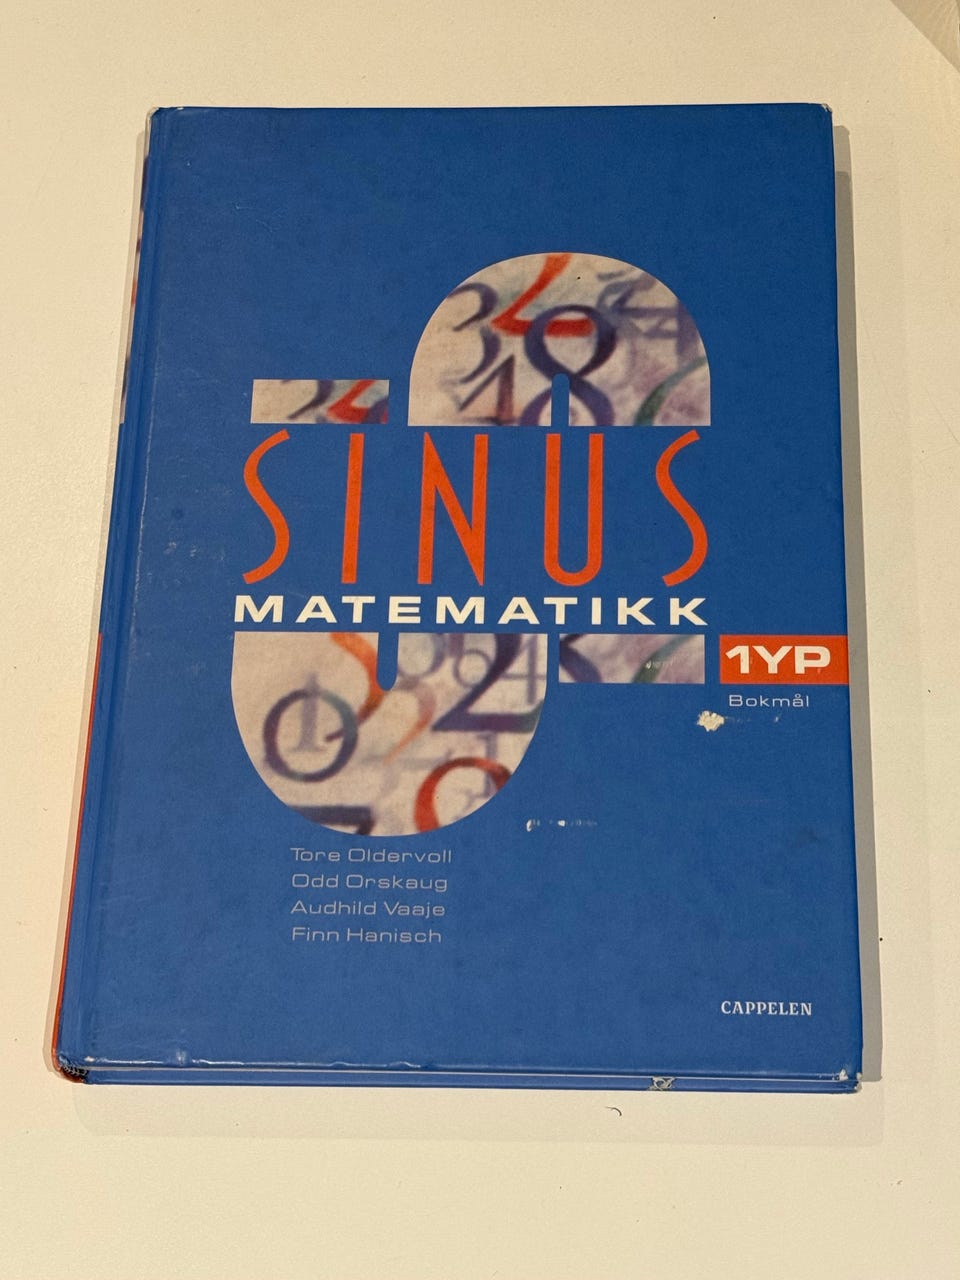 SINUS
MATEMATIKK
1YP
Bokmål
Tore Oldervoll
Odd Orskaug
Audhild Vaaje
Finn Hanisch
CAPPELEN